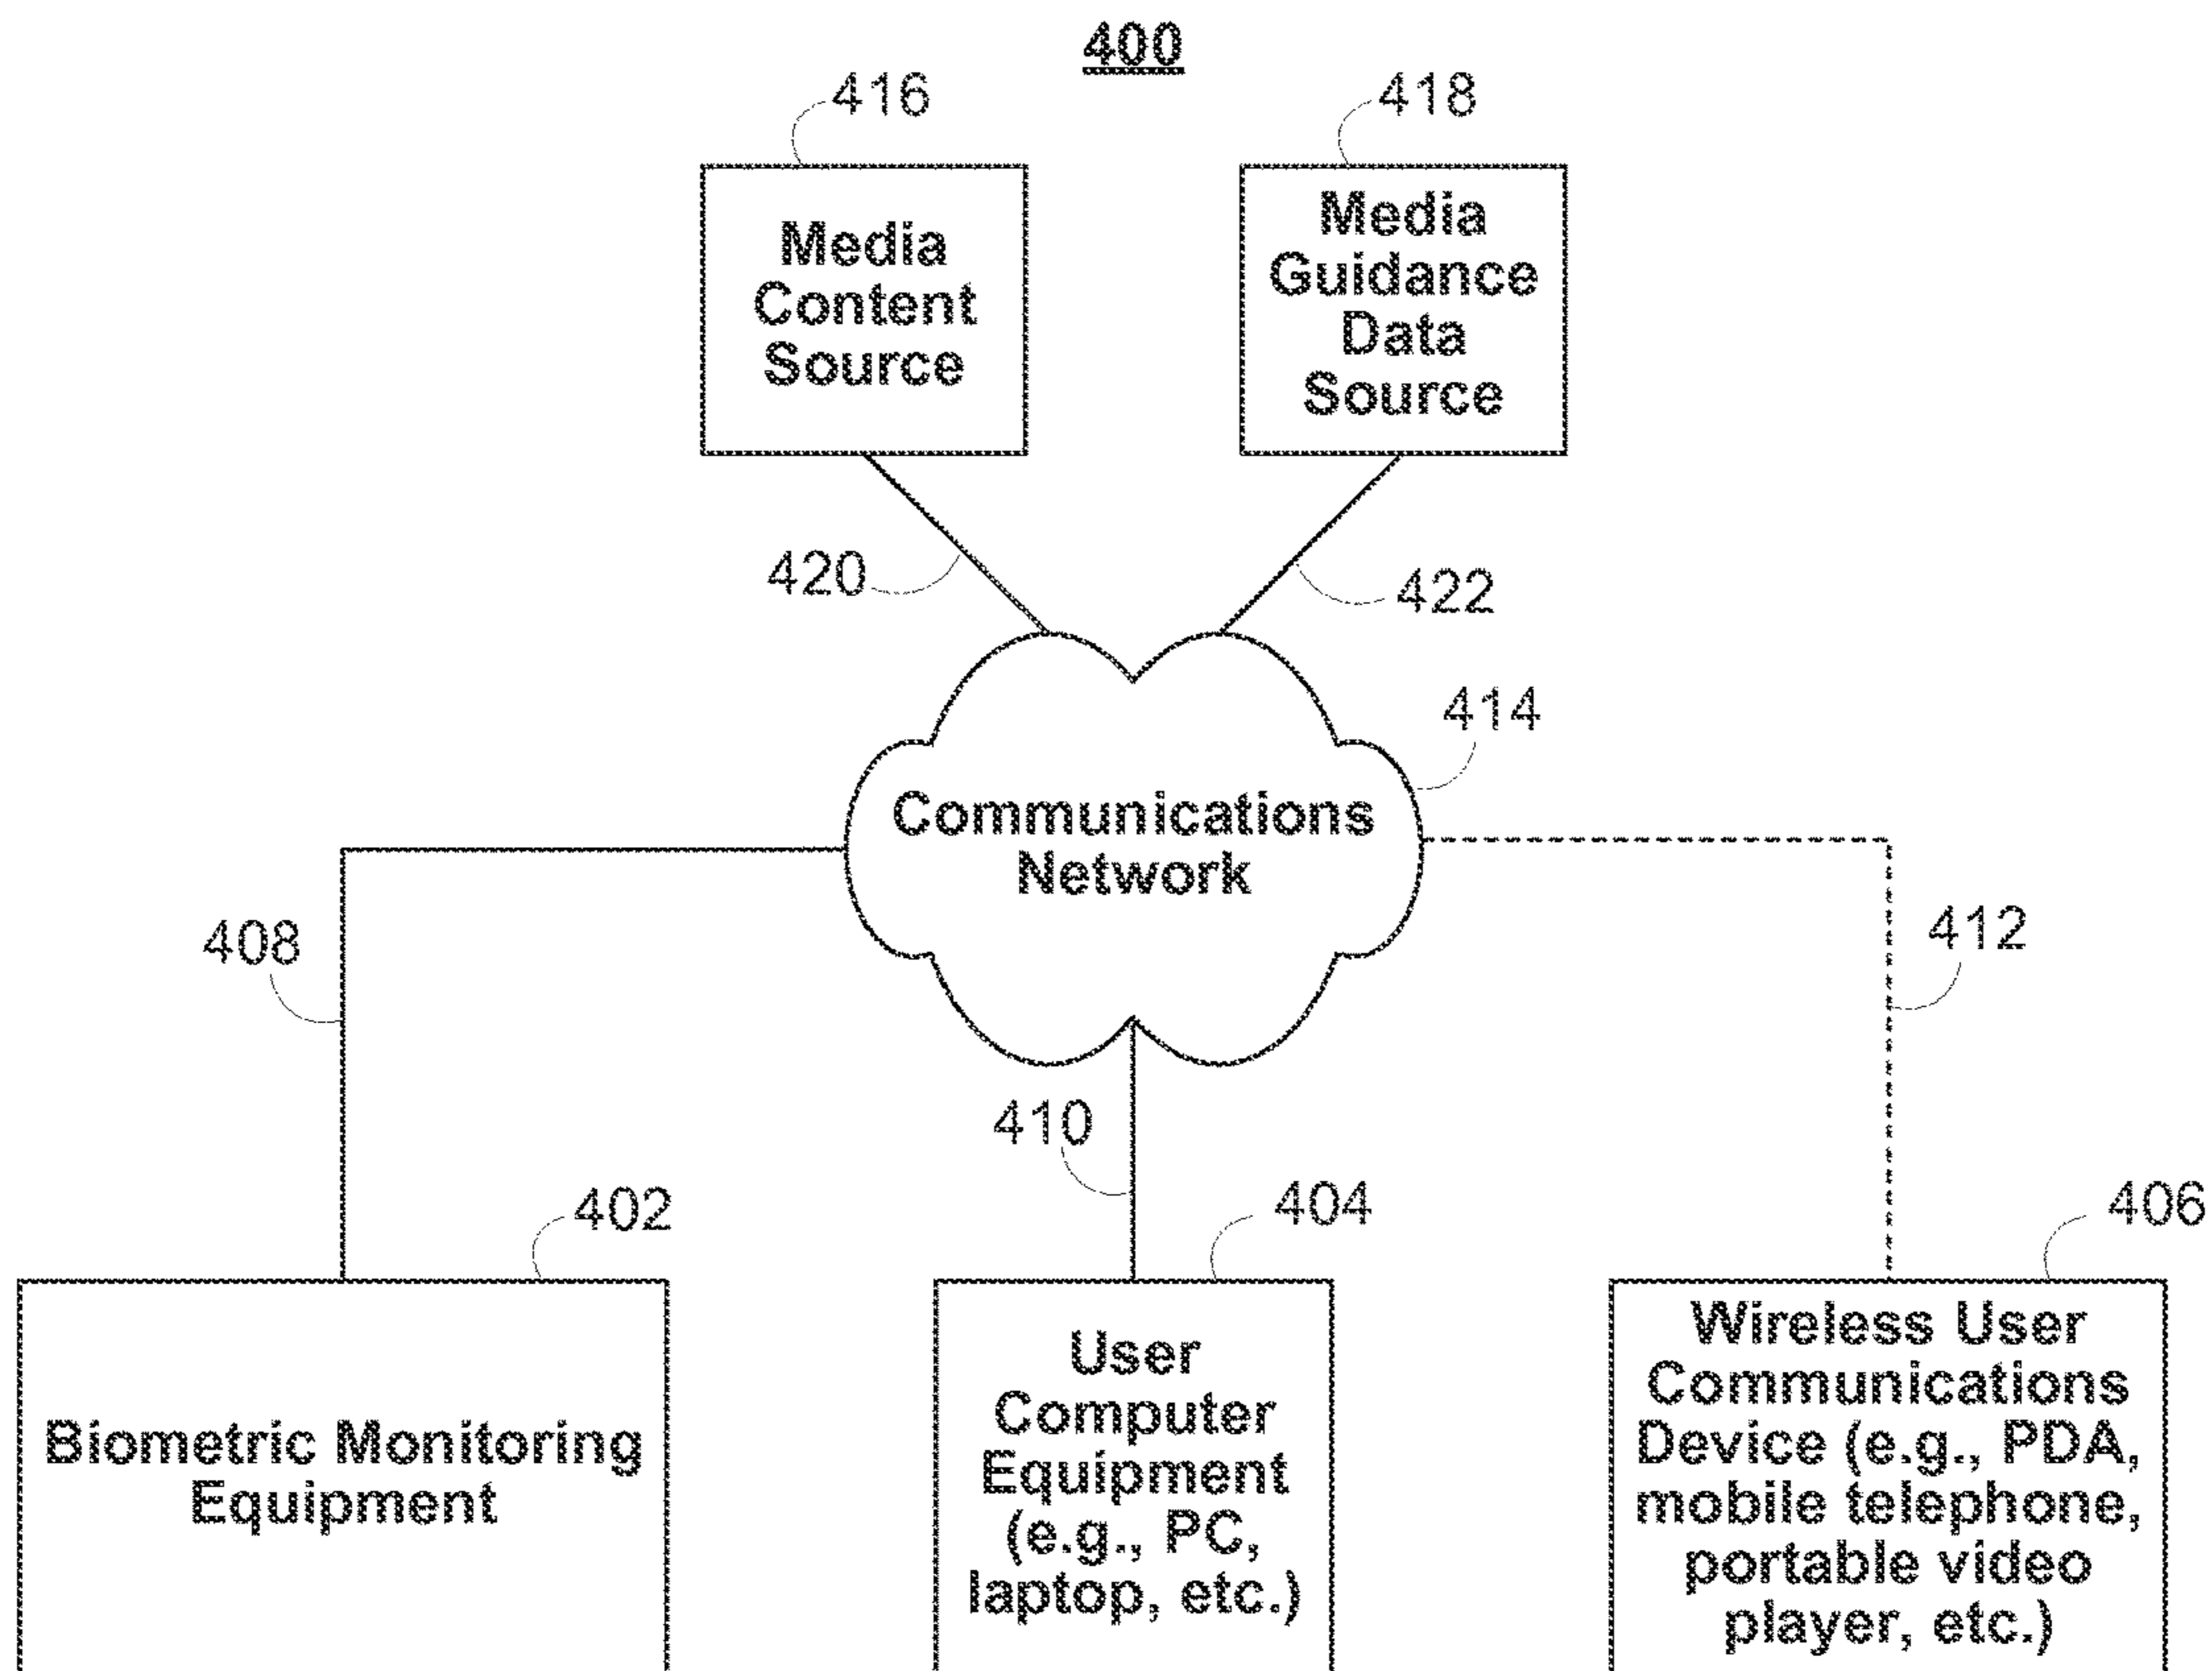 400
416
418
Media
Content
Source
Media
Guidance
Data
Source
420
422
414
Communications
Network
408
412
410
402
404
406
Biometric Monitoring
Equipment
User
Computer
Equipment
(e.g., PC,
laptop, etc.)
Wireless User
Communications
Device (e.g., PDA,
mobile telephone,
portable video
player, etc.)